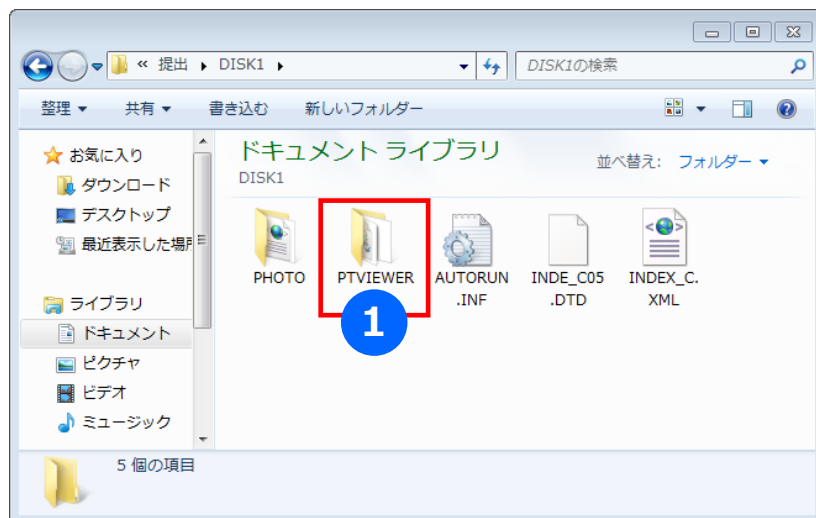 « 提出 ▸ DISK1 ▸
DISK1の検索
整理 ▼ 共有 ▼ 書き込む 新しいフォルダー
お気に入り
ダウンロード
デスクトップ
最近表示した場所
ライブラリ
ドキュメント
ピクチャ
ビデオ
ミュージック
ドキュメント ライブラリ
DISK1
並べ替え: フォルダー ▼
PHOTO
PTVIEWER
AUTORUN
.INF
INDE_C05
.DTD
INDEX_C.
XML
1
5 個の項目